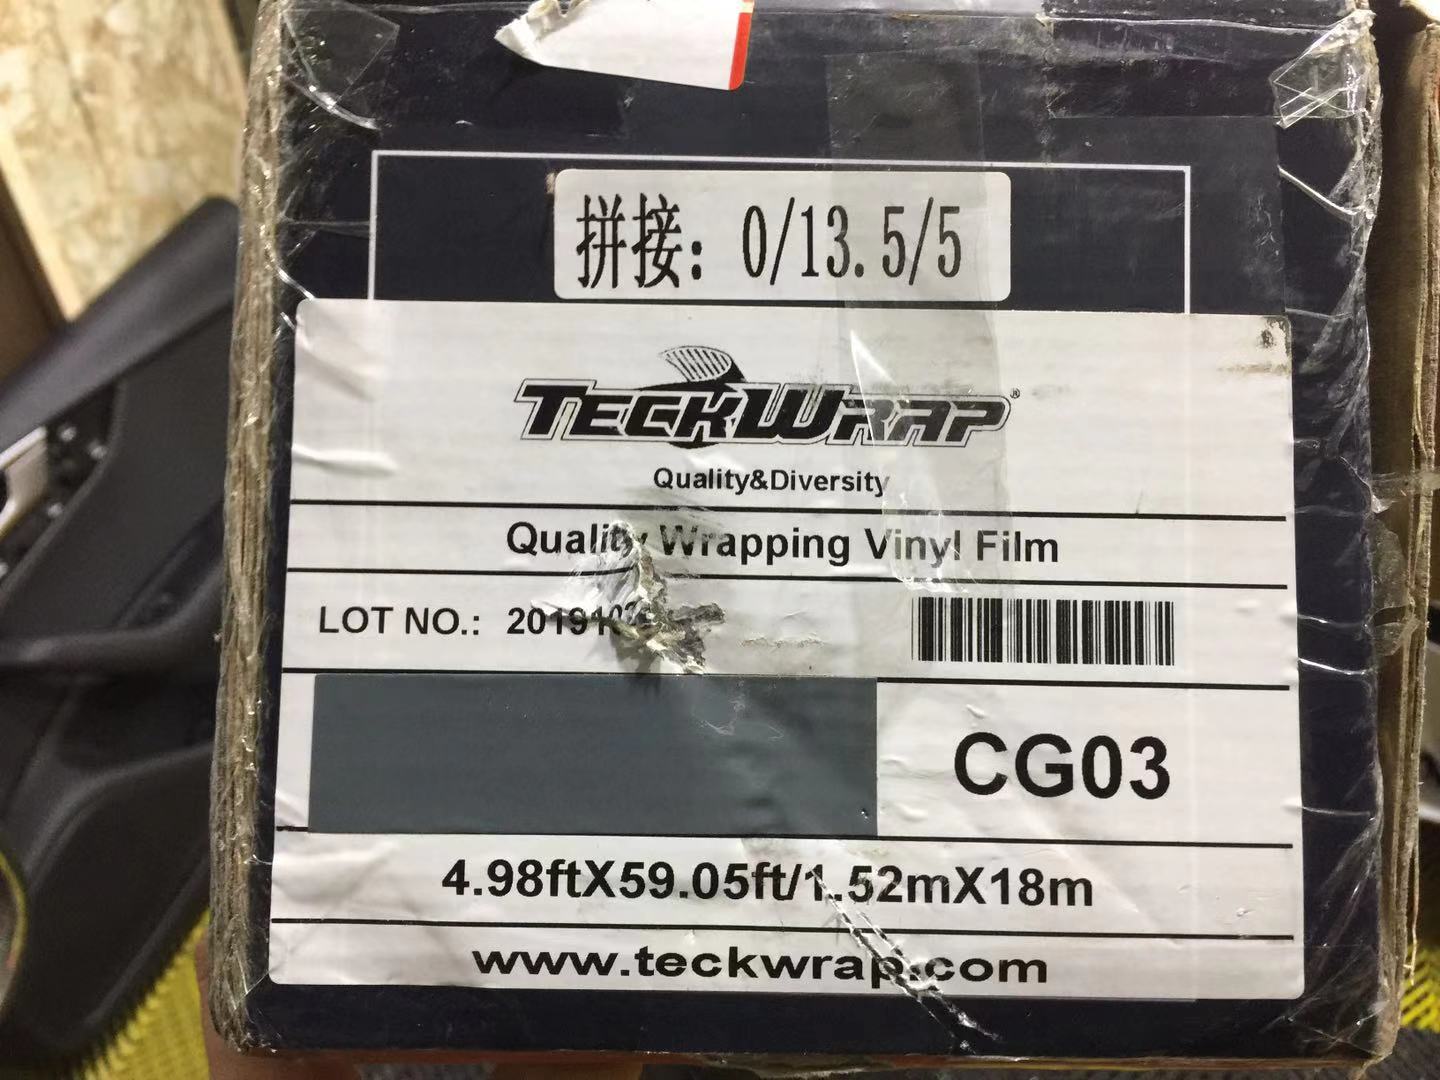 拼接: 0/13.5/5
TECKWRAP®
Quality&Diversity
Quality Wrapping Vinyl Film
LOT NO.:
CG03
4.98ftX59.05ft/1.52mX18m
www.teckwrap.com